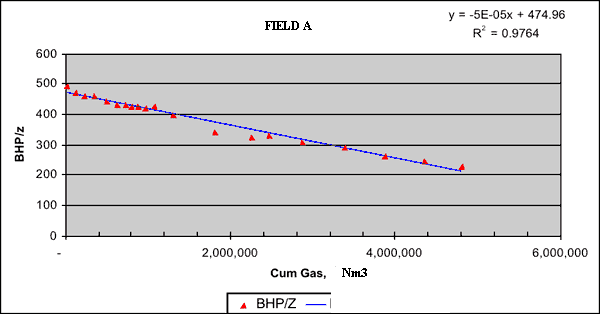 FIELD A
y = -5E-05x + 474.96
R² = 0.9764
BHP/z
600
500
400
300
200
100
0
- 2,000,000 4,000,000 6,000,000
Cum Gas, Nm3
BHP/Z